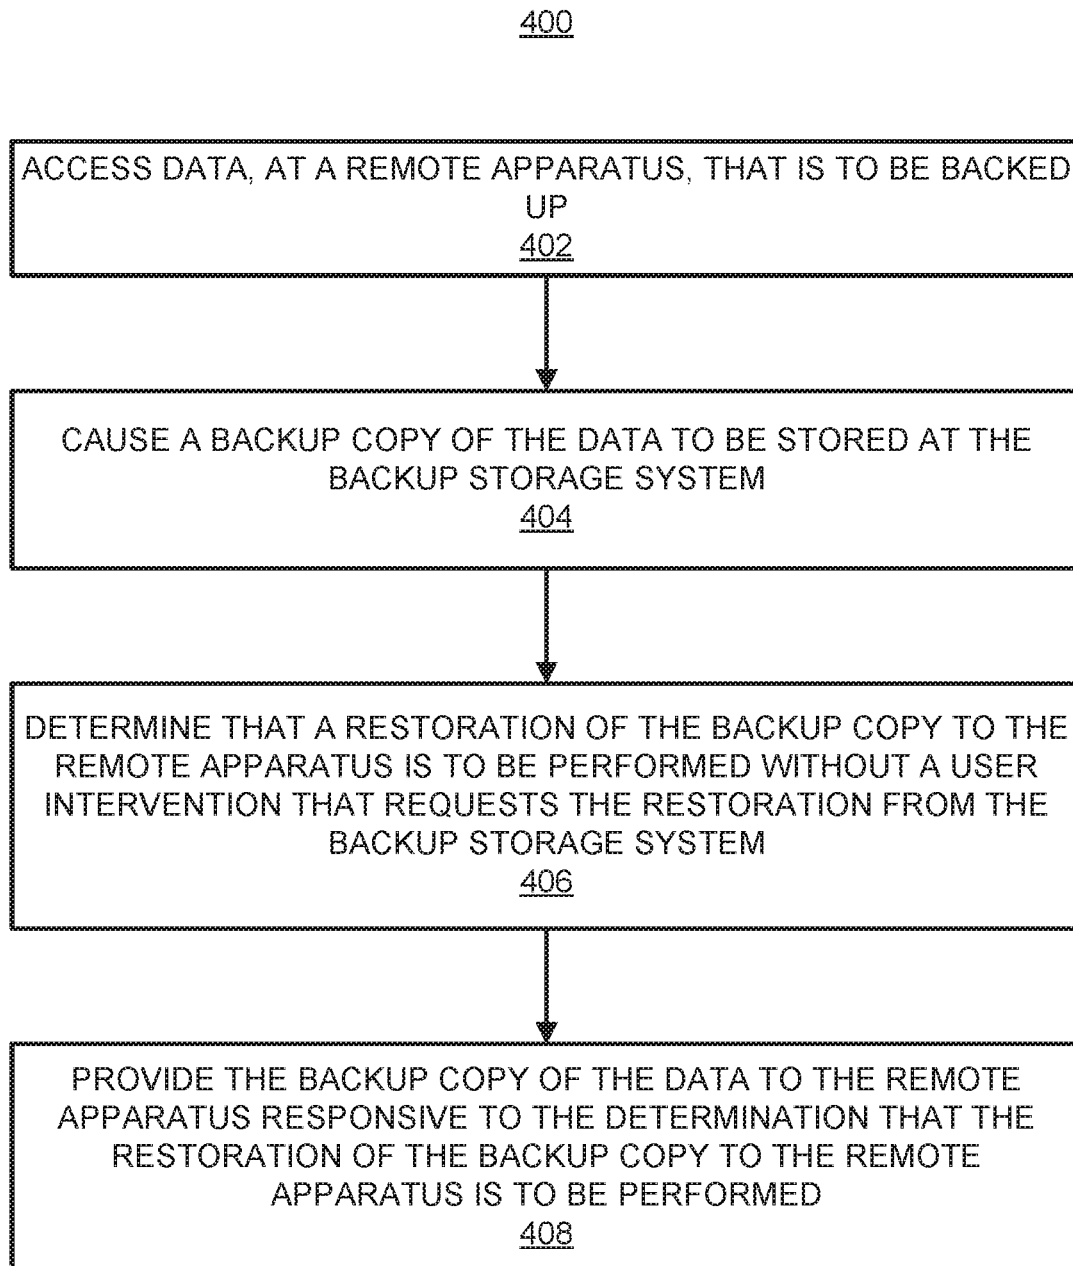 400
ACCESS DATA, AT A REMOTE APPARATUS, THAT IS TO BE BACKED
UP
402
CAUSE A BACKUP COPY OF THE DATA TO BE STORED AT THE
BACKUP STORAGE SYSTEM
404
DETERMINE THAT A RESTORATION OF THE BACKUP COPY TO THE
REMOTE APPARATUS IS TO BE PERFORMED WITHOUT A USER
INTERVENTION THAT REQUESTS THE RESTORATION FROM THE
BACKUP STORAGE SYSTEM
406
PROVIDE THE BACKUP COPY OF THE DATA TO THE REMOTE
APPARATUS RESPONSIVE TO THE DETERMINATION THAT THE
RESTORATION OF THE BACKUP COPY TO THE REMOTE
APPARATUS IS TO BE PERFORMED
408